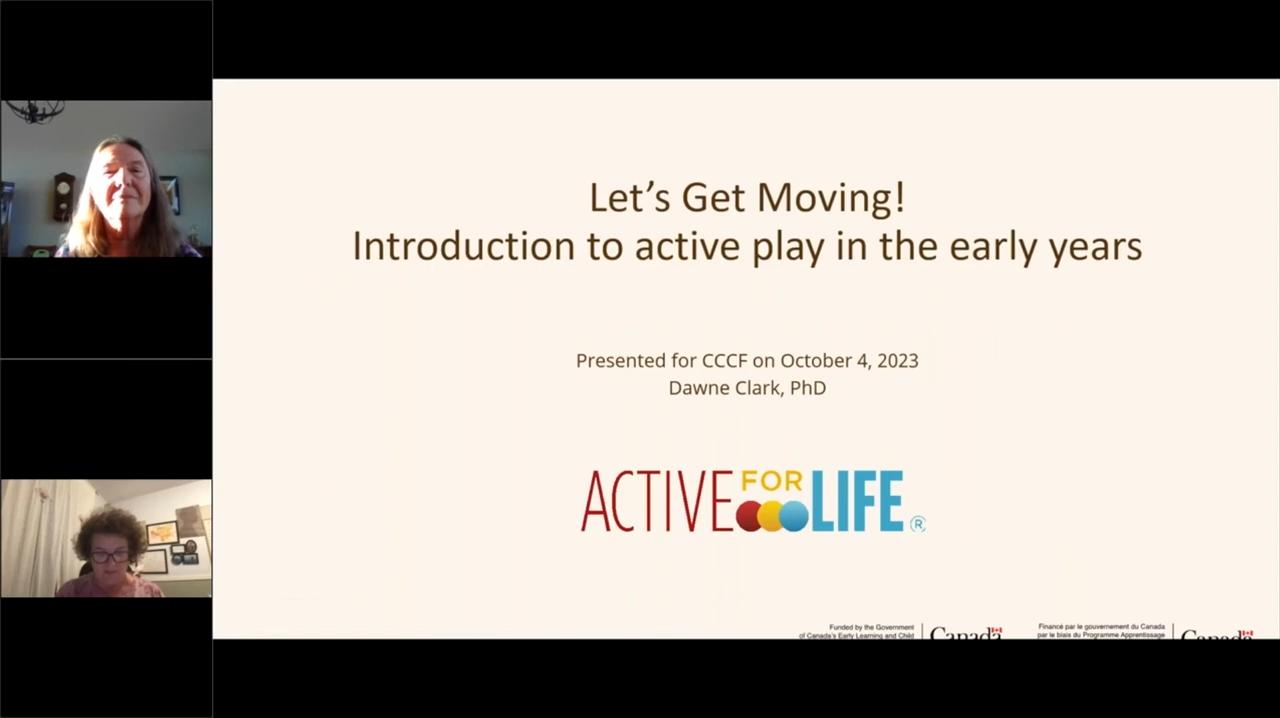 Let’s Get Moving!
Introduction to active play in the early years
Presented for CCCF on October 4, 2023
Dawne Clark, PhD
ACTIVE FOR LIFE ®
Funded by the Government
of Canada's Early Learning and Child
Canada
Financé par le gouvernement du Canada
par le biais du Programme Apprentissage
Canada